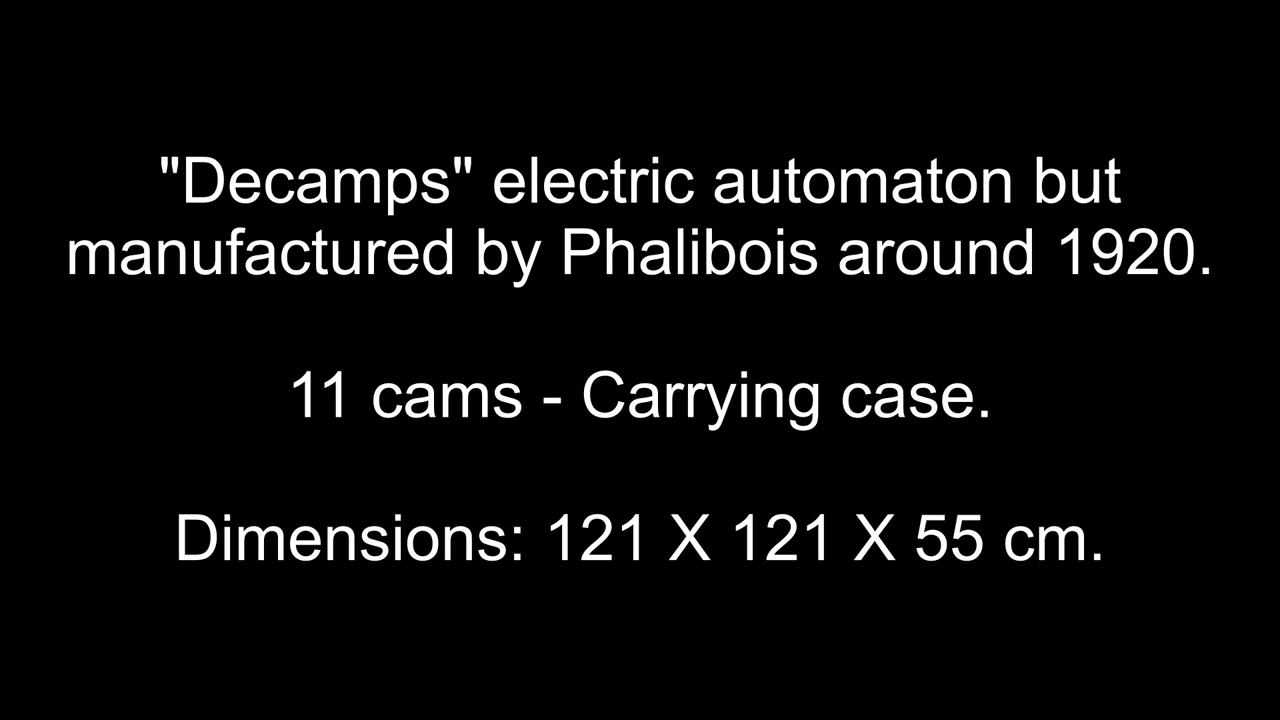 "Decamps" electric automaton but
manufactured by Phalibois around 1920.
11 cams - Carrying case.
Dimensions: 121 X 121 X 55 cm.